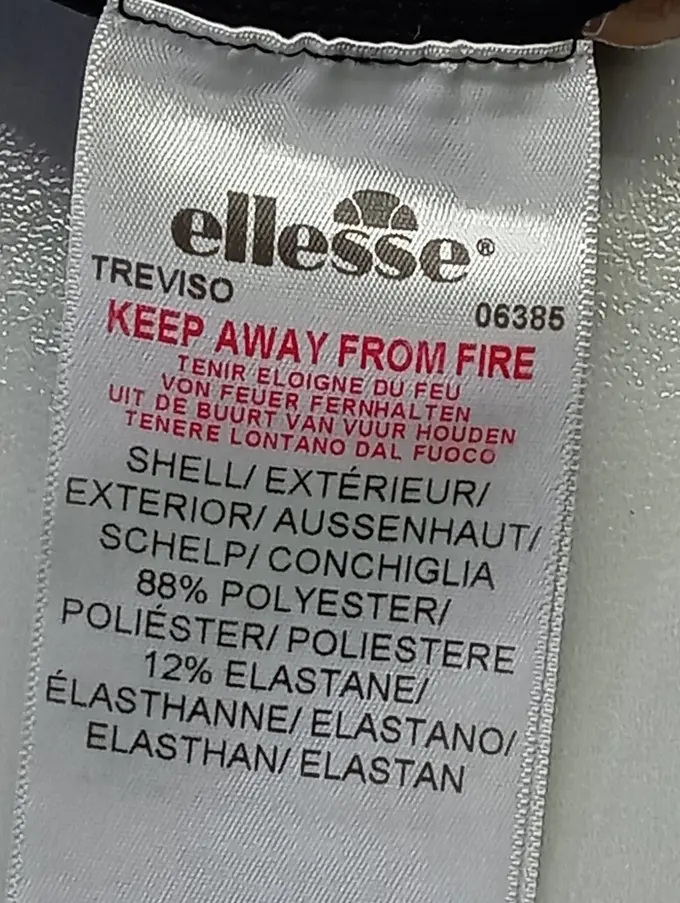 ellesse®
TREVISO
06385
KEEP AWAY FROM FIRE
TENIR ELOIGNE DU FEU
VON FEUER FERNHALTEN
UIT DE BUURT VAN VUUR HOUDEN
TENERE LONTANO DAL FUOCO
SHELL/ EXTÉRIEUR/
EXTERIOR/ AUSSENHAUT/
SCHELP/ CONCHIGLIA
88% POLYESTER/
POLIÉSTER/ POLIESTERE
12% ELASTANE/
ÉLASTHANNE/ ELASTANO/
ELASTHAN/ ELASTAN